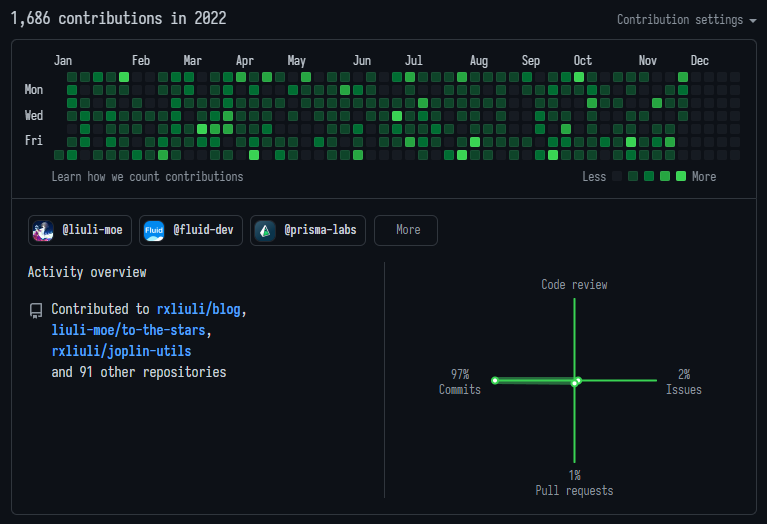 1,686 contributions in 2022
Contribution settings
Jan Feb Mar Apr May Jun Jul Aug Sep Oct Nov Dec
Mon
Wed
Fri
Learn how we count contributions
Less More
@liuli-moe
Fluid @fluid-dev
@prisma-labs
More
Activity overview
Contributed to rxliuli/blog,
liuli-moe/to-the-stars,
rxliuli/joplin-utils
and 91 other repositories
Code review
97%
Commits
2%
Issues
1%
Pull requests